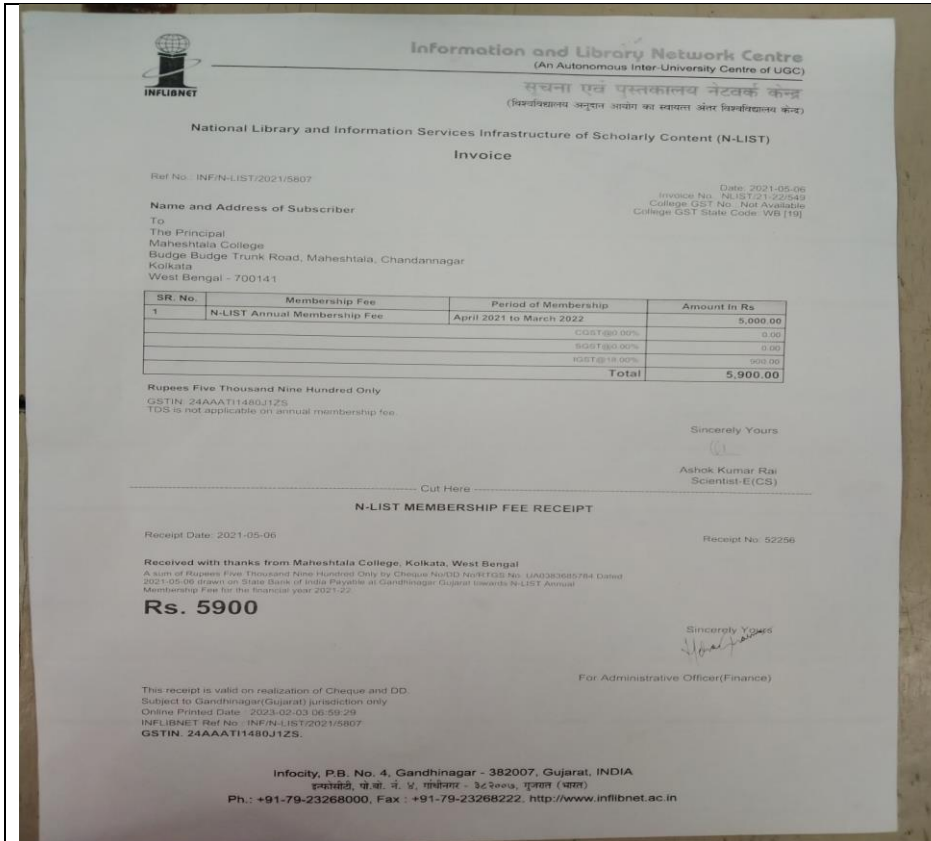 INFLIBNET
Information and Library Network Centre
(An Autonomous Inter-University Centre of UGC)
सूचना एवं पुस्तकालय नेटवर्क केन्द्र
(विश्वविद्यालय अनुदान आयोग का स्वायत्त अंतर विश्वविद्यालय केन्द्र)
National Library and Information Services Infrastructure of Scholarly Content (N-LIST)
Invoice
Ref No.: INF/N-LIST/2021/5807
Date: 2021-05-06
Invoice No.: NLIST/21-22/549
College GST No.: Not Available
College GST State Code: WB [19]
Name and Address of Subscriber
To
The Principal
Maheshtala College
Budge Budge Trunk Road, Maheshtala, Chandannagar
Kolkata
West Bengal - 700141
SR. No. Membership Fee Period of Membership Amount In Rs
1 N-LIST Annual Membership Fee April 2021 to March 2022 5,000.00
CGST@0.00% 0.00
SGST@0.00% 0.00
IGST@18.00% 900.00
Total 5,900.00
Rupees Five Thousand Nine Hundred Only
GSTIN: 24AAATI1480J1ZS
TDS is not applicable on annual membership fee.
Sincerely Yours
Ashok Kumar Rai
Scientist-E(CS)
Cut Here
N-LIST MEMBERSHIP FEE RECEIPT
Receipt Date: 2021-05-06 Receipt No: 52256
Received with thanks from Maheshtala College, Kolkata, West Bengal
A sum of Rupees Five Thousand Nine Hundred Only by Cheque No/DD No/RTGS No. UA0383685784 Dated
2021-05-06 drawn on State Bank of India Payable at Gandhinagar Gujarat towards N-LIST Annual
Membership Fee for the financial year 2021-22.
Rs. 5900
Sincerely Yours
For Administrative Officer(Finance)
This receipt is valid on realization of Cheque and DD.
Subject to Gandhinagar(Gujarat) jurisdiction only
Online Printed Date : 2023-02-03 06:59:29
INFLIBNET Ref No.: INF/N-LIST/2021/5807
GSTIN. 24AAATI1480J1ZS.
Infocity, P.B. No. 4, Gandhinagar - 382007, Gujarat, INDIA
इन्फोसीटी, पो.बो. नं. ४, गांधीनगर - ३८२००७, गुजरात (भारत)
Ph.: +91-79-23268000, Fax : +91-79-23268222, http://www.inflibnet.ac.in